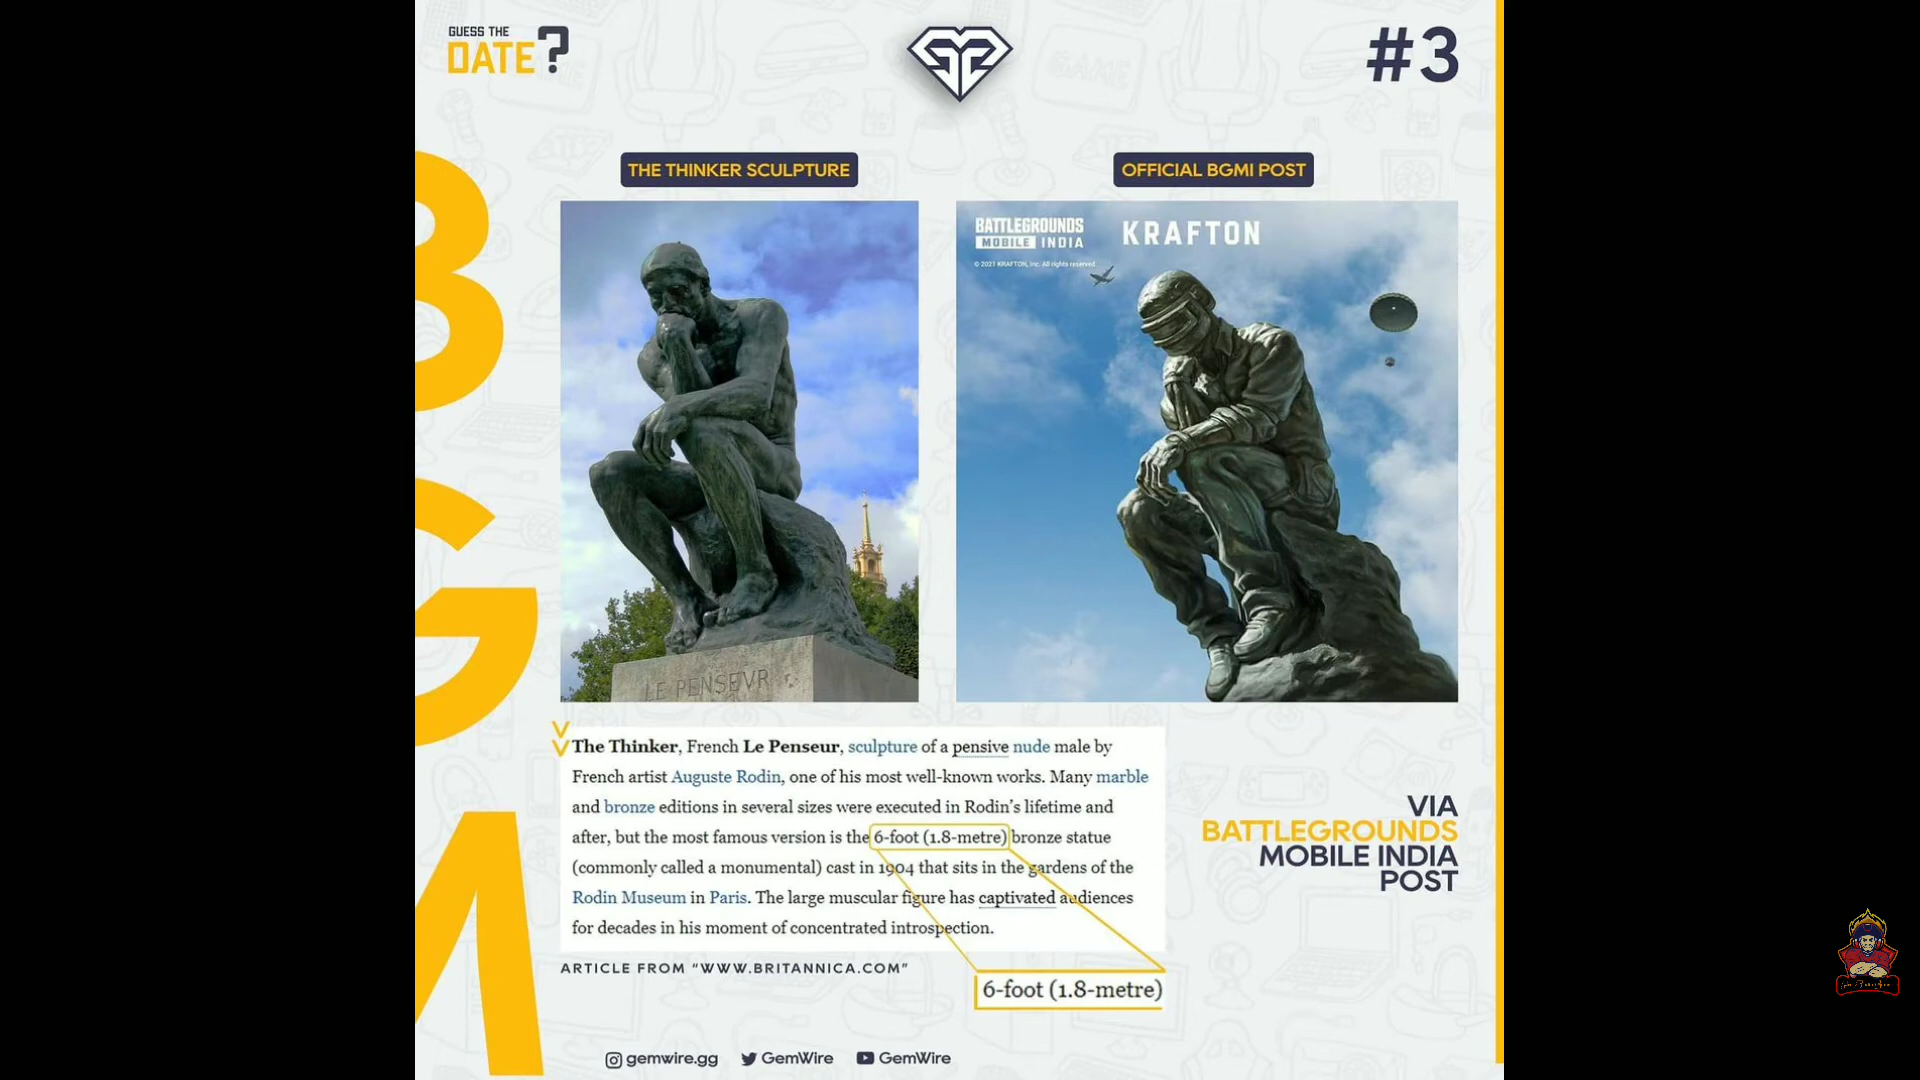 GUESS THE
DATE?
#3
THE THINKER SCULPTURE
OFFICIAL BGMI POST
BATTLEGROUNDS
MOBILE INDIA
KRAFTON
© 2021 KRAFTON, Inc. All rights reserved
LE PENSEVR
BGM
The Thinker, French Le Penseur, sculpture of a pensive nude male by
French artist Auguste Rodin, one of his most well-known works. Many marble
and bronze editions in several sizes were executed in Rodin's lifetime and
after, but the most famous version is the 6-foot (1.8-metre) bronze statue
(commonly called a monumental) cast in 1904 that sits in the gardens of the
Rodin Museum in Paris. The large muscular figure has captivated audiences
for decades in his moment of concentrated introspection.
ARTICLE FROM "WWW.BRITANNICA.COM"
6-foot (1.8-metre)
VIA
BATTLEGROUNDS
MOBILE INDIA
POST
gemwire.gg GemWire GemWire